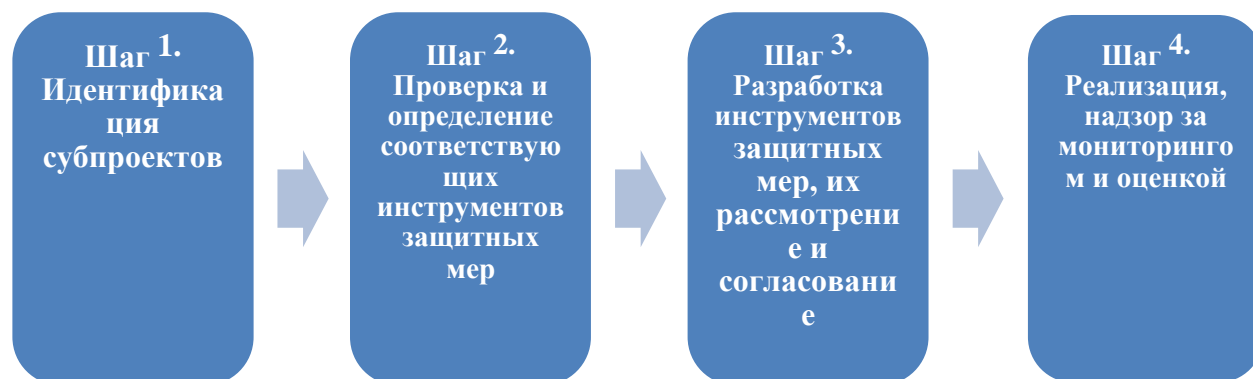 Шаг 1.
Идентифика
ция
субпроектов
Шаг 2.
Проверка и
определение
соответствую
щих
инструментов
защитных
мер
Шаг 3.
Разработка
инструментов
защитных
мер, их
рассмотрени
е и
согласовани
е
Шаг 4.
Реализация,
надзор за
мониторинго
м и оценкой